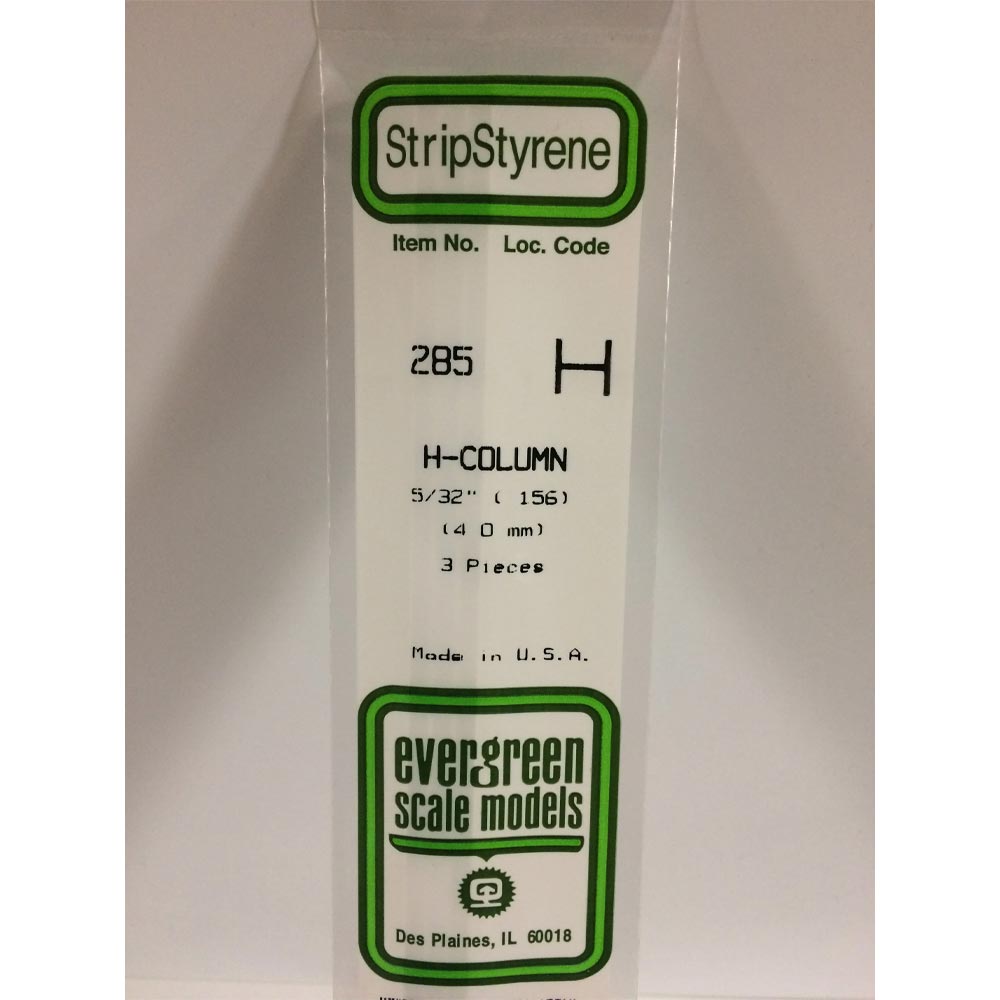 StripStyrene
Item No. Loc. Code
285 H
H-COLUMN
5/32" ( 156)
(4 0 mm)
3 Pieces
Made in U.S.A.
evergreen
scale models
Des Plaines, IL 60018